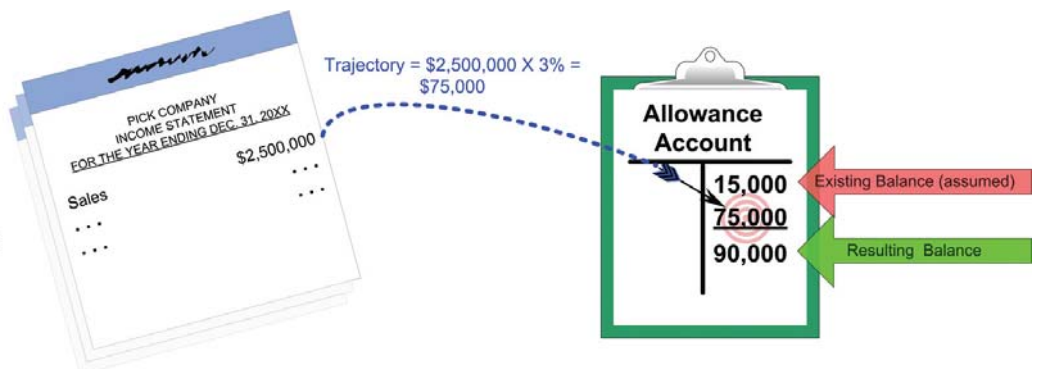 PICK COMPANY
INCOME STATEMENT
FOR THE YEAR ENDING DEC. 31, 20XX
Sales $2,500,000
... ...
... ...
Trajectory = $2,500,000 X 3% =
$75,000
Allowance
Account
15,000
75,000
90,000
Existing Balance (assumed)
Resulting Balance